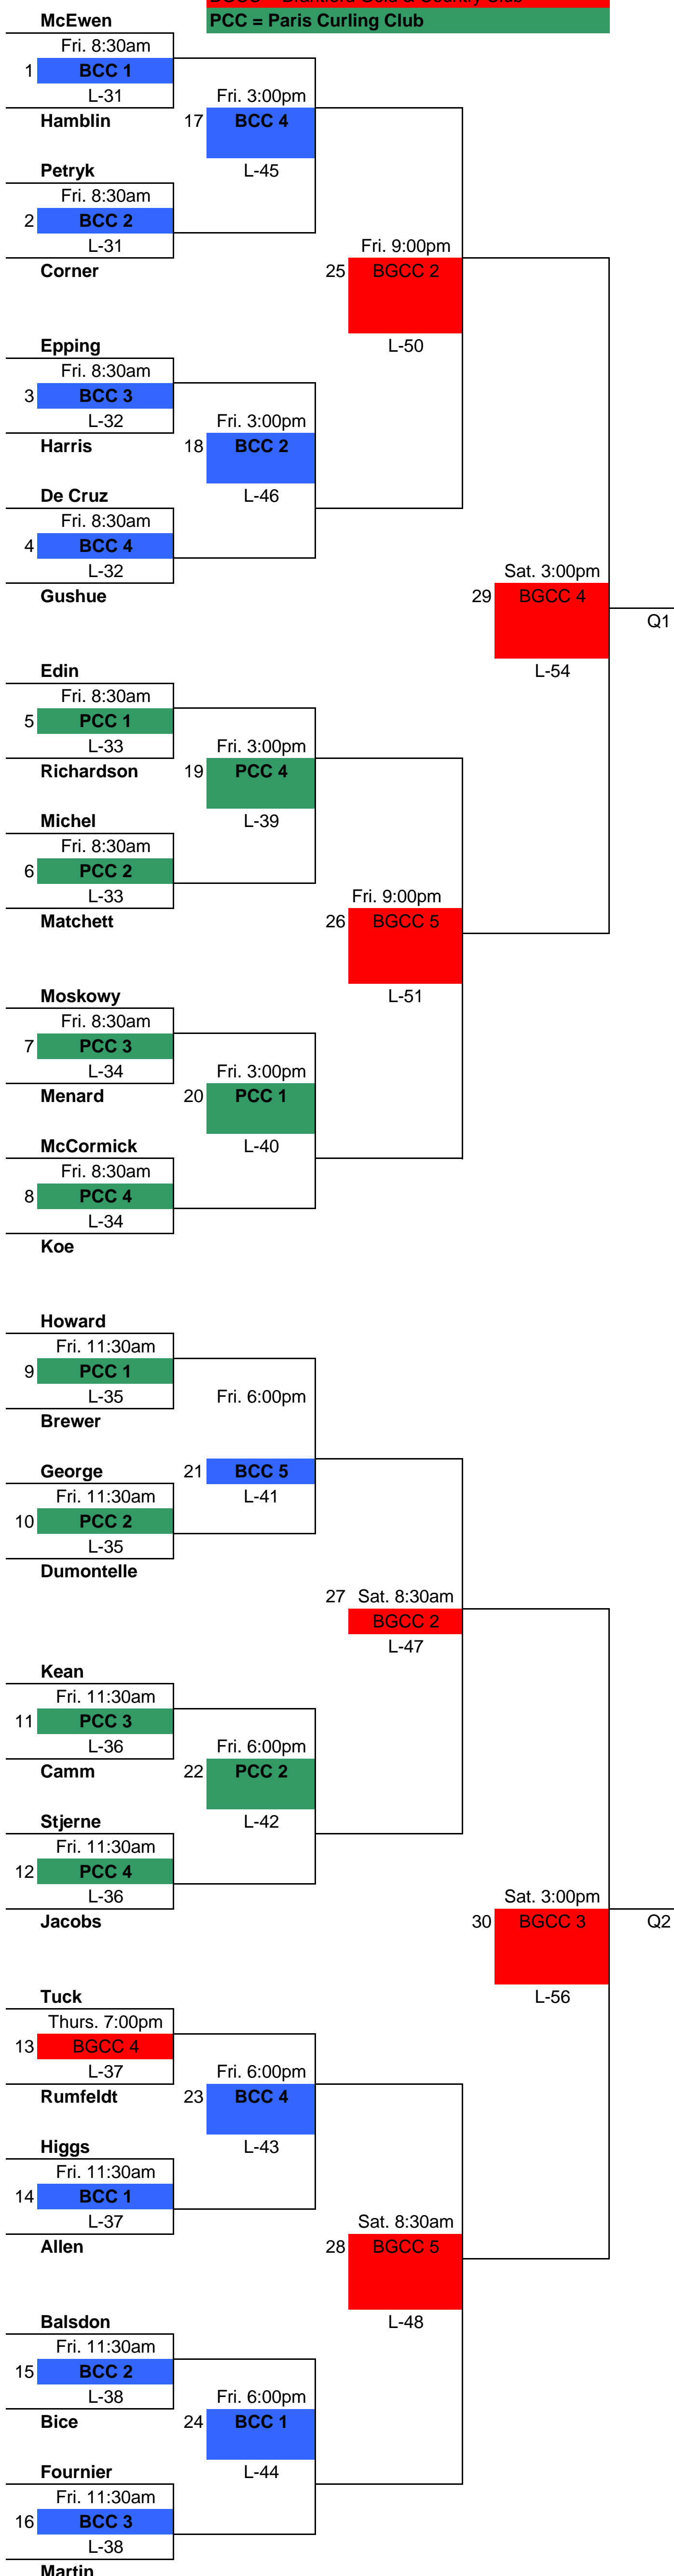 BGCC = Brantford Gold & Country Club
McEwen PCC = Paris Curling Club
Fri. 8:30am
1 BCC 1
L-31 Fri. 3:00pm
Hamblin 17 BCC 4
Petryk L-45
Fri. 8:30am
2 BCC 2
L-31 Fri. 9:00pm
Corner 25 BGCC 2
Epping L-50
Fri. 8:30am
3 BCC 3
L-32 Fri. 3:00pm
Harris 18 BCC 2
De Cruz L-46
Fri. 8:30am
4 BCC 4
L-32 Sat. 3:00pm
Gushue 29 BGCC 4
Q1
Edin L-54
Fri. 8:30am
5 PCC 1
L-33 Fri. 3:00pm
Richardson 19 PCC 4
Michel L-39
Fri. 8:30am
6 PCC 2
L-33 Fri. 9:00pm
Matchett 26 BGCC 5
Moskowy L-51
Fri. 8:30am
7 PCC 3
L-34 Fri. 3:00pm
Menard 20 PCC 1
McCormick L-40
Fri. 8:30am
8 PCC 4
L-34
Koe
Howard
Fri. 11:30am
9 PCC 1
L-35 Fri. 6:00pm
Brewer
George 21 BCC 5
Fri. 11:30am L-41
10 PCC 2
L-35
Dumontelle
27 Sat. 8:30am
BGCC 2
L-47
Kean
Fri. 11:30am
11 PCC 3
L-36 Fri. 6:00pm
Camm 22 PCC 2
Stjerne L-42
Fri. 11:30am
12 PCC 4
L-36 Sat. 3:00pm
Jacobs 30 BGCC 3 Q2
Tuck L-56
Thurs. 7:00pm
13 BGCC 4
L-37 Fri. 6:00pm
Rumfeldt 23 BCC 4
Higgs L-43
Fri. 11:30am
14 BCC 1
L-37 Sat. 8:30am
Allen 28 BGCC 5
Balsdon L-48
Fri. 11:30am
15 BCC 2
L-38 Fri. 6:00pm
Bice 24 BCC 1
Fournier L-44
Fri. 11:30am
16 BCC 3
L-38
Martin